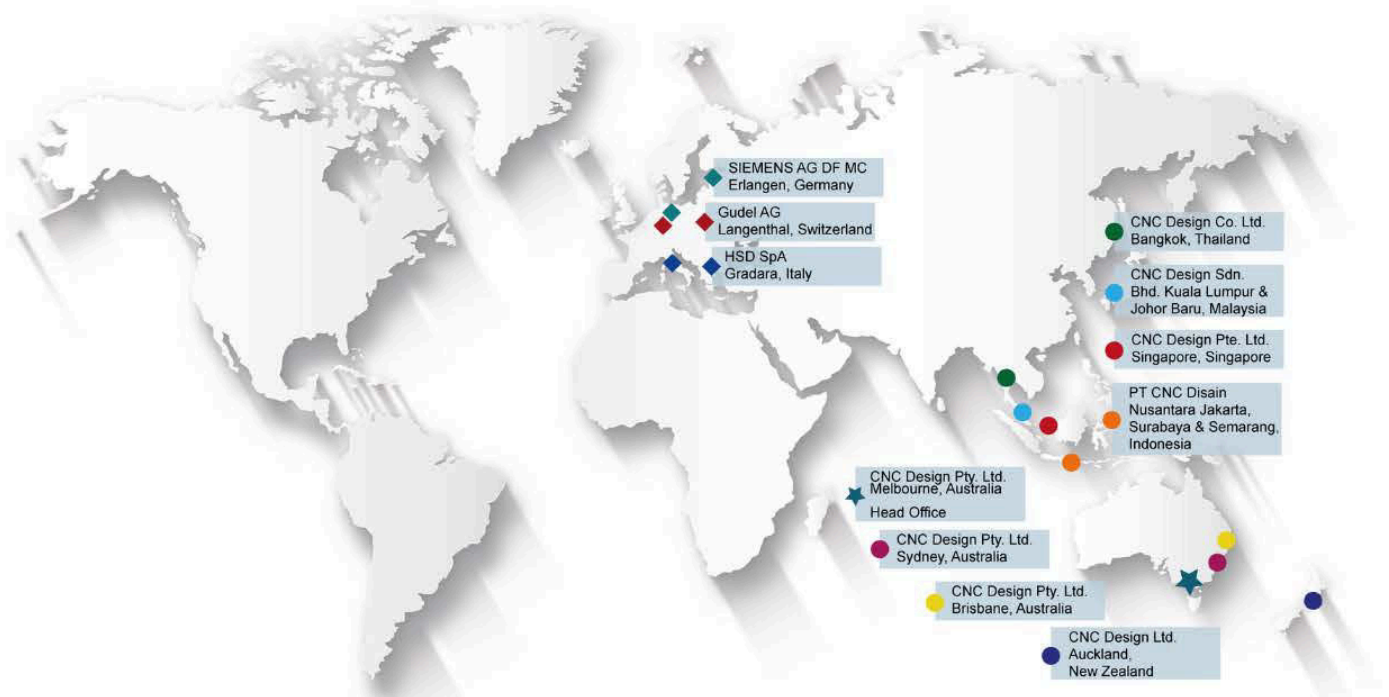 SIEMENS AG DF MC
Erlangen, Germany
Gudel AG
Langenthal, Switzerland
HSD SpA
Gradara, Italy
CNC Design Co. Ltd.
Bangkok, Thailand
CNC Design Sdn.
Bhd. Kuala Lumpur &
Johor Baru, Malaysia
CNC Design Pte. Ltd.
Singapore, Singapore
PT CNC Disain
Nusantara Jakarta,
Surabaya & Semarang,
Indonesia
CNC Design Pty. Ltd.
Melbourne, Australia
Head Office
CNC Design Pty. Ltd.
Sydney, Australia
CNC Design Pty. Ltd.
Brisbane, Australia
CNC Design Ltd.
Auckland,
New Zealand